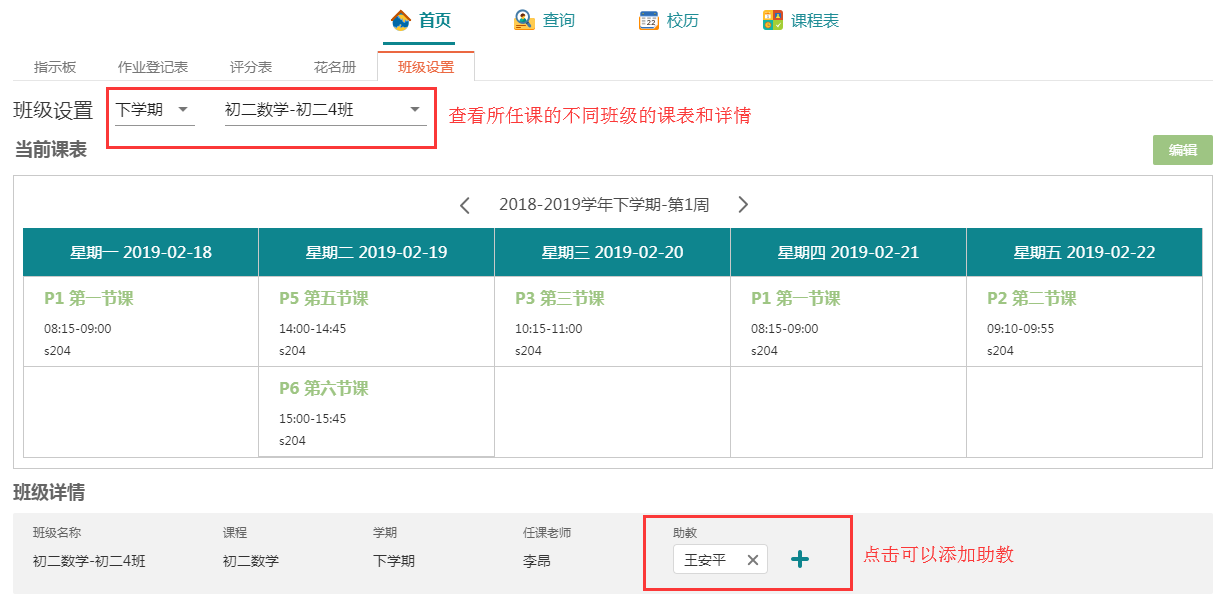 首页 查询 校历 课程表
指示板 作业登记表 评分表 花名册 班级设置
班级设置 下学期 初二数学-初二4班 查看所任课的不同班级的课表和详情
当前课表 编辑
2018-2019学年下学期-第1周
星期一 2019-02-18 星期二 2019-02-19 星期三 2019-02-20 星期四 2019-02-21 星期五 2019-02-22
P1 第一节课 P5 第五节课 P3 第三节课 P1 第一节课 P2 第二节课
08:15-09:00 14:00-14:45 10:15-11:00 08:15-09:00 09:10-09:55
s204 s204 s204 s204 s204
P6 第六节课
15:00-15:45
s204
班级详情
班级名称 课程 学期 任课老师 助教
初二数学-初二4班 初二数学 下学期 李昂 王安平 点击可以添加助教